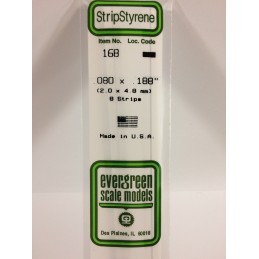 StripStyrene
Item No. Loc. Code
168
.080 x .188"
(2.0 x 4.8 mm)
8 Strips
Made in U.S.A.
evergreen
scale models
Des Plaines, IL 60018